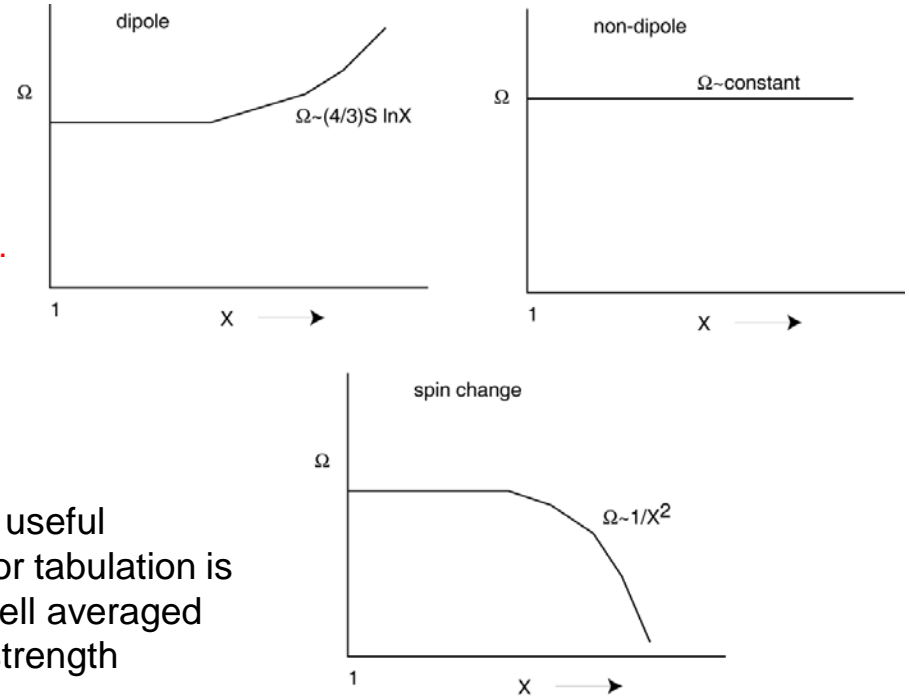 dipole
Ω
Ω~(4/3)S lnX
1
X
non-dipole
Ω
Ω~constant
1
X
spin change
Ω
Ω~1/X²
1
X
.
useful
or tabulation is
ell averaged
strength